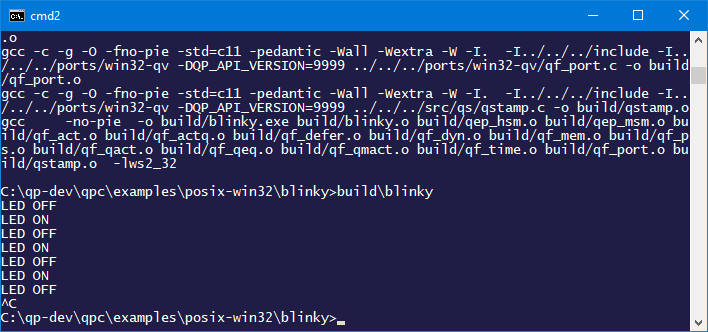 cmd2
.o
gcc -c -g -O -fno-pie -std=c11 -pedantic -Wall -Wextra -W -I.  -I../../../include -I..
/../../ports/win32-qv -DQP_API_VERSION=9999 ../../../ports/win32-qv/qf_port.c -o build
/qf_port.o
gcc -c -g -O -fno-pie -std=c11 -pedantic -Wall -Wextra -W -I.  -I../../../include -I..
/../../ports/win32-qv -DQP_API_VERSION=9999 ../../../src/qs/qstamp.c -o build/qstamp.o
gcc     -no-pie  -o build/blinky.exe build/blinky.o build/qep_hsm.o build/qep_msm.o bu
ild/qf_act.o build/qf_actq.o build/qf_defer.o build/qf_dyn.o build/qf_mem.o build/qf_p
s.o build/qf_qact.o build/qf_qeq.o build/qf_qmact.o build/qf_time.o build/qf_port.o bu
ild/qstamp.o  -lws2_32
C:\qp-dev\qpc\examples\posix-win32\blinky>build\blinky
LED OFF
LED ON
LED OFF
LED ON
LED OFF
LED ON
LED OFF
^C
C:\qp-dev\qpc\examples\posix-win32\blinky>